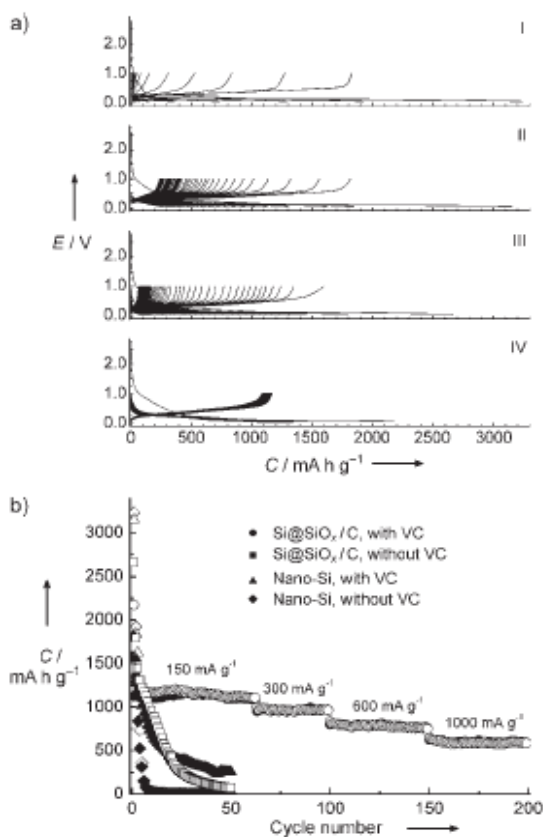 a)
I
2.0
1.0
0.0
II
2.0
1.0
0.0
E / V
III
2.0
1.0
0.0
IV
2.0
1.0
0.0
0 500 1000 1500 2000 2500 3000
C / mA h g⁻¹
b)
3000
2500
2000
1500
1000
500
0
C /
mA h g⁻¹
Si@SiOₓ/C, with VC
Si@SiOₓ/C, without VC
Nano-Si, with VC
Nano-Si, without VC
150 mA g⁻¹
300 mA g⁻¹
600 mA g⁻¹
1000 mA g⁻¹
0 50 100 150 200
Cycle number